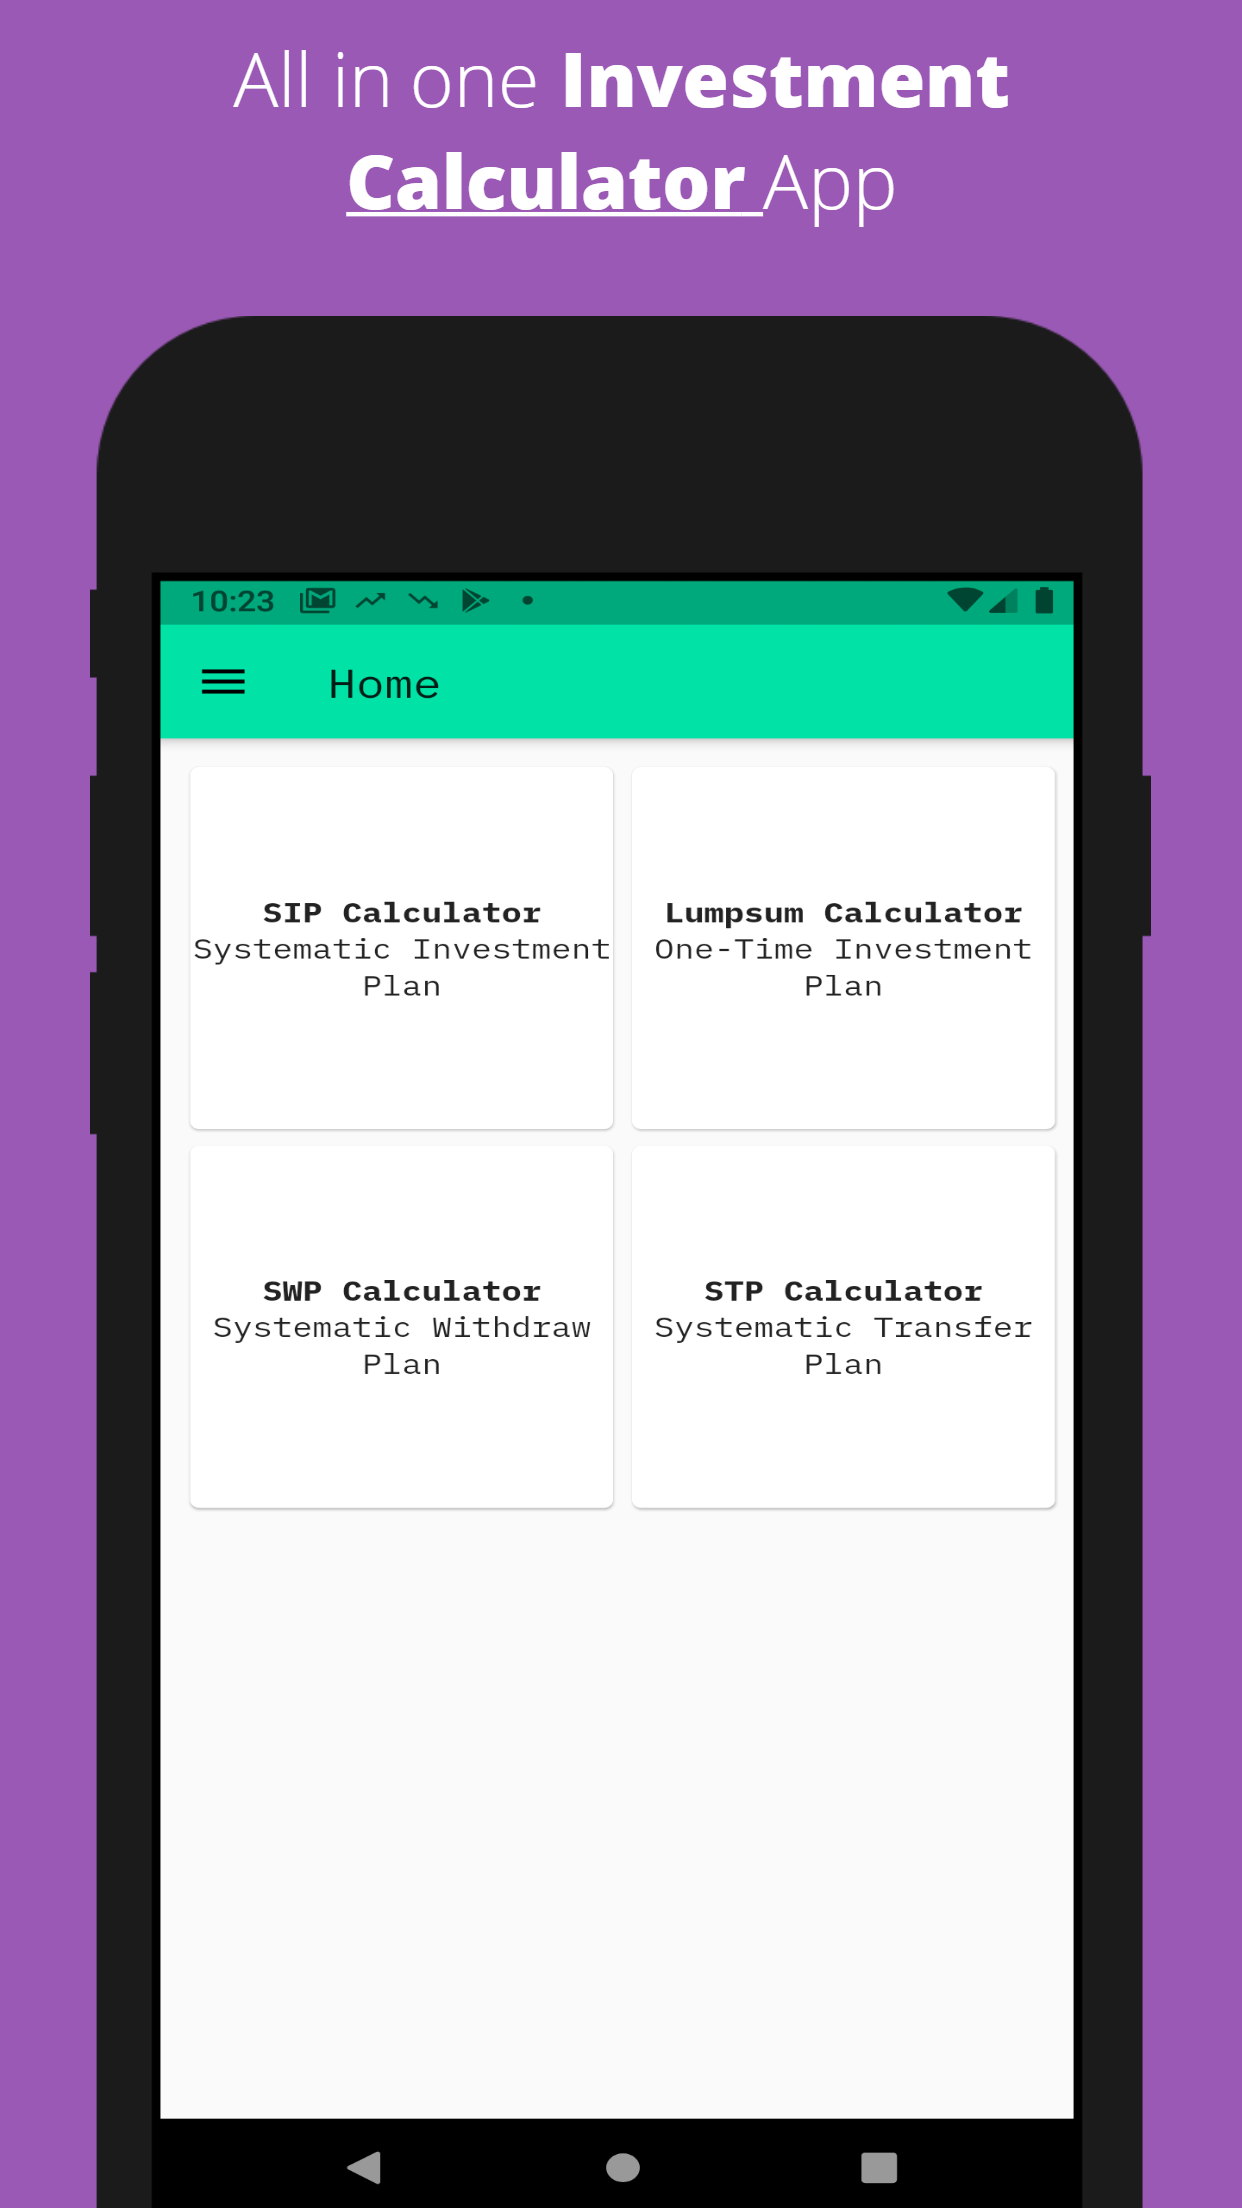 All in one Investment
Calculator App
10:23
Home
SIP Calculator
Systematic Investment
Plan
Lumpsum Calculator
One-Time Investment
Plan
SWP Calculator
Systematic Withdraw
Plan
STP Calculator
Systematic Transfer
Plan